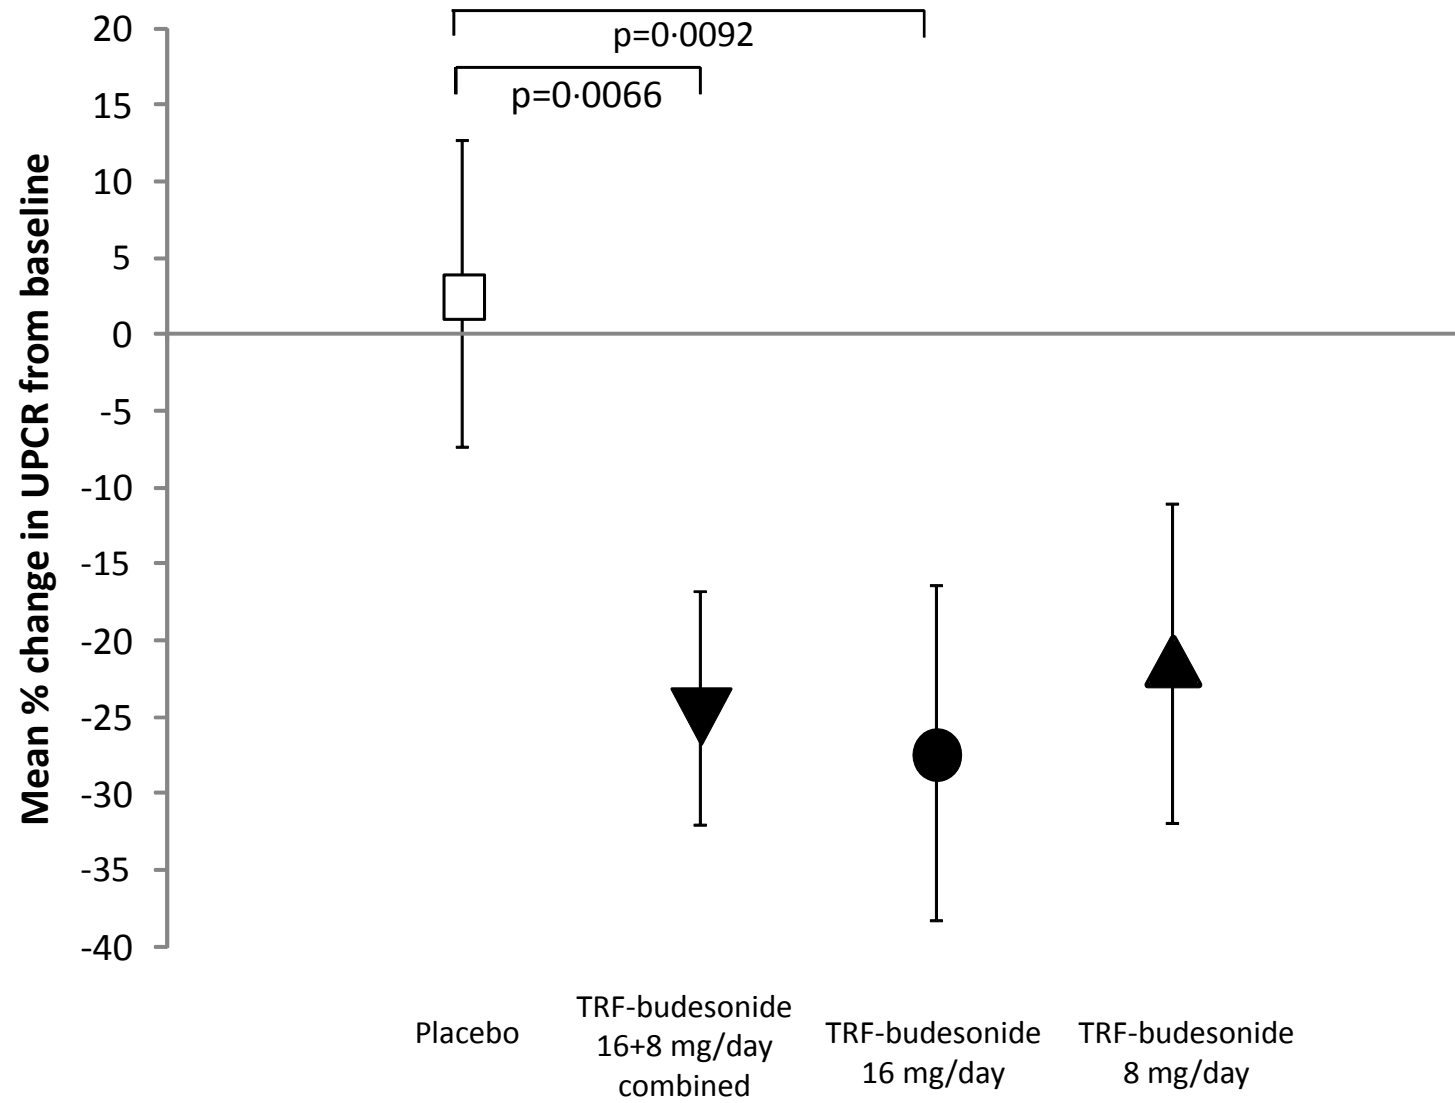 p=0·0092
p=0·0066
Mean % change in UPCR from baseline
20
15
10
5
0
-5
-10
-15
-20
-25
-30
-35
-40
Placebo
TRF-budesonide
16+8 mg/day
combined
TRF-budesonide
16 mg/day
TRF-budesonide
8 mg/day